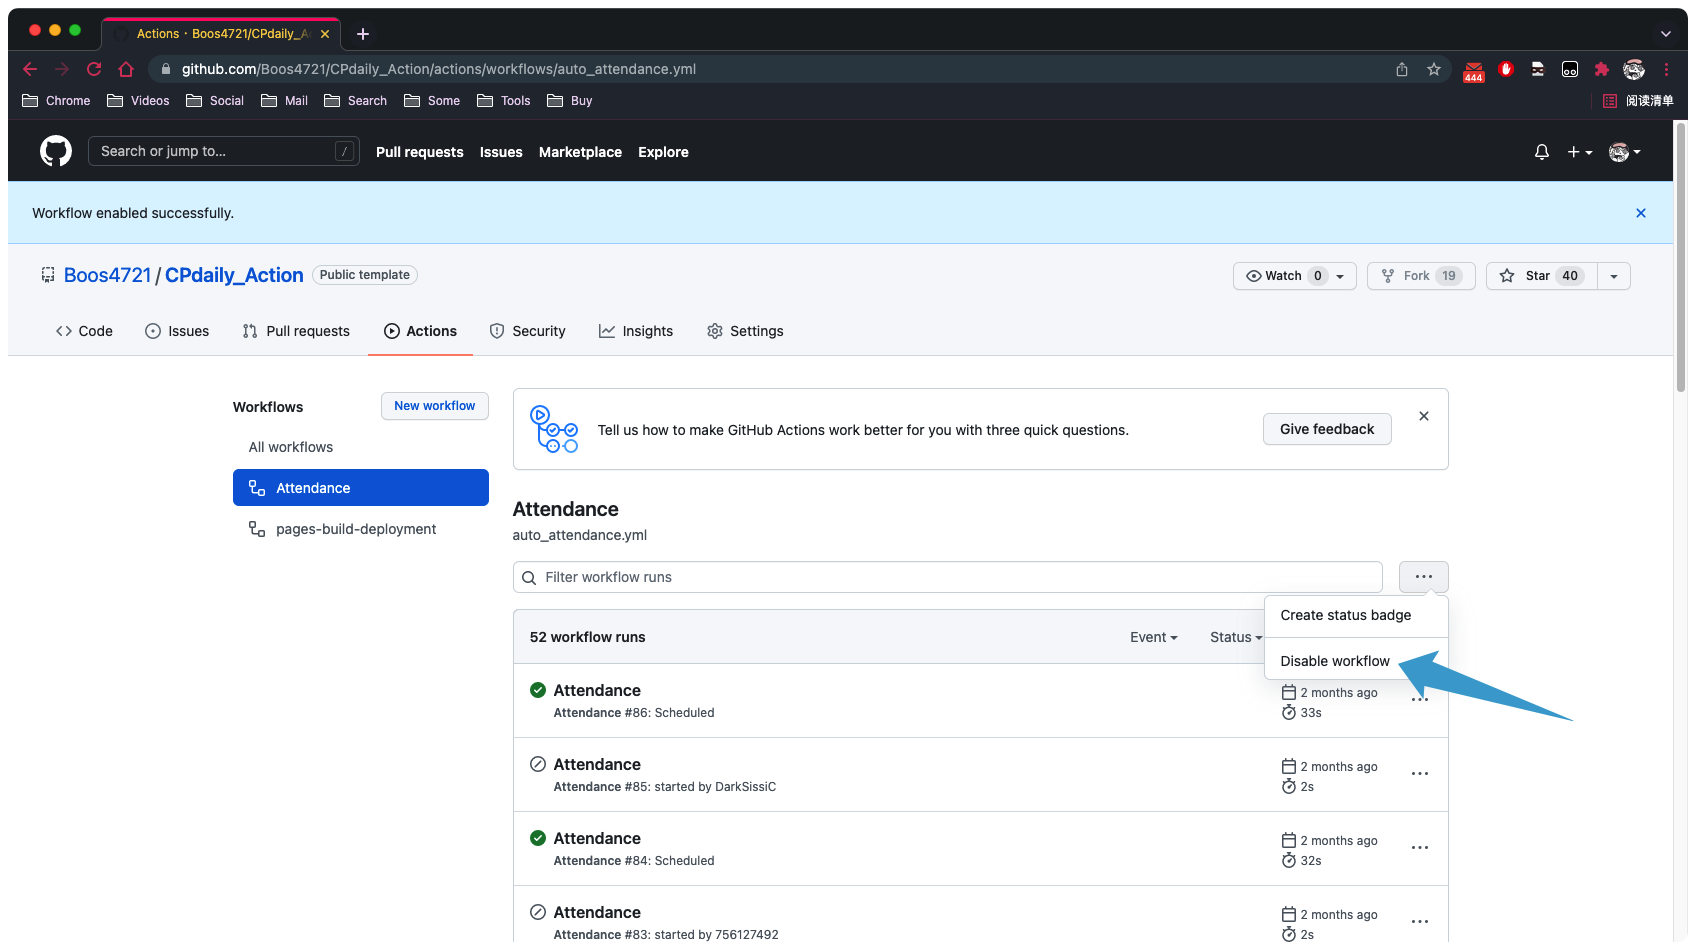 Actions · Boos4721/CPdaily_A
github.com/Boos4721/CPdaily_Action/actions/workflows/auto_attendance.yml
444
Chrome Videos Social Mail Search Some Tools Buy 阅读清单
Search or jump to... / Pull requests Issues Marketplace Explore
Workflow enabled successfully.
Boos4721 / CPdaily_Action Public template Watch 0 Fork 19 Star 40
Code Issues Pull requests Actions Security Insights Settings
Workflows New workflow
All workflows
Attendance
pages-build-deployment
Tell us how to make GitHub Actions work better for you with three quick questions. Give feedback
Attendance
auto_attendance.yml
Filter workflow runs
Create status badge
Disable workflow
52 workflow runs Event Status
Attendance
Attendance #86: Scheduled
2 months ago
33s
Attendance
Attendance #85: started by DarkSissiC
2 months ago
2s
Attendance
Attendance #84: Scheduled
2 months ago
32s
Attendance
Attendance #83: started by 756127492
2 months ago
2s